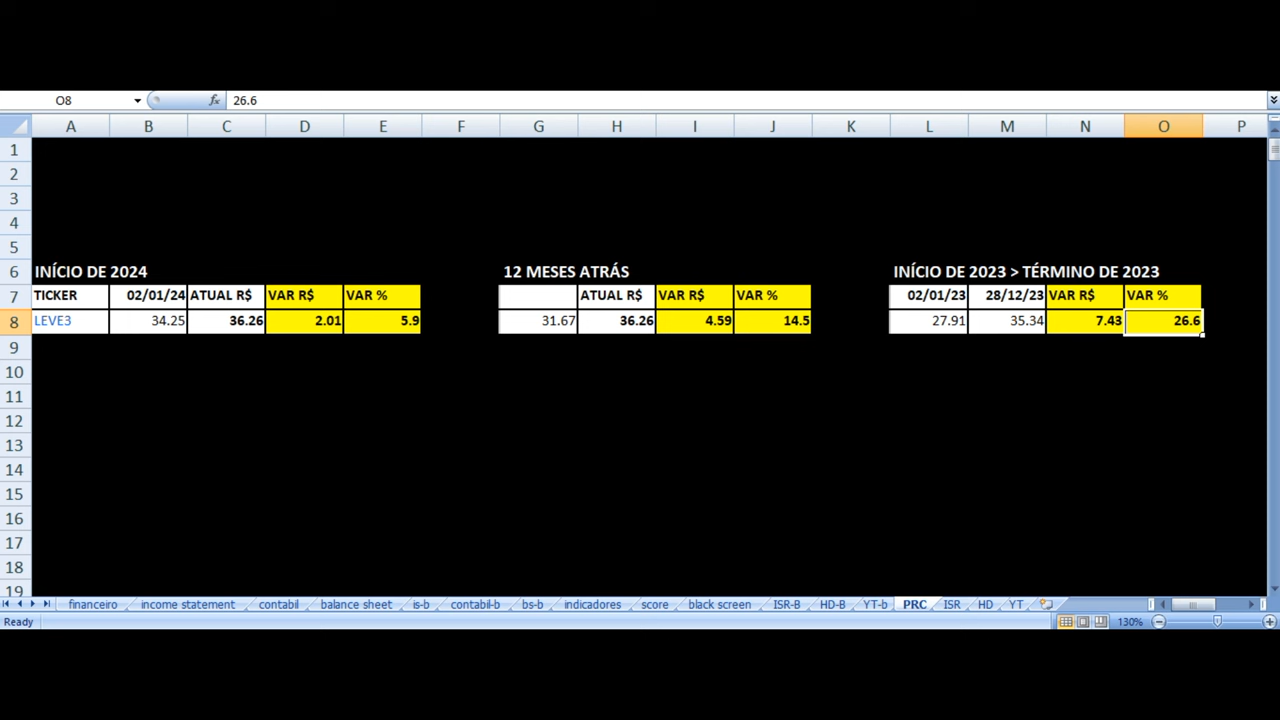 O8 fx 26.6
A B C D E F G H I J K L M N O P
1
2
3
4
5
6 INÍCIO DE 2024 12 MESES ATRÁS INÍCIO DE 2023 > TÉRMINO DE 2023
7 TICKER 02/01/24 ATUAL R$ VAR R$ VAR % ATUAL R$ VAR R$ VAR % 02/01/23 28/12/23 VAR R$ VAR %
8 LEVE3 34.25 36.26 2.01 5.9 31.67 36.26 4.59 14.5 27.91 35.34 7.43 26.6
9
10
11
12
13
14
15
16
17
18
19
financeiro income statement contabil balance sheet is-b contabil-b bs-b indicadores score black screen ISR-B HD-B YT-b PRC ISR HD YT
Ready 130%